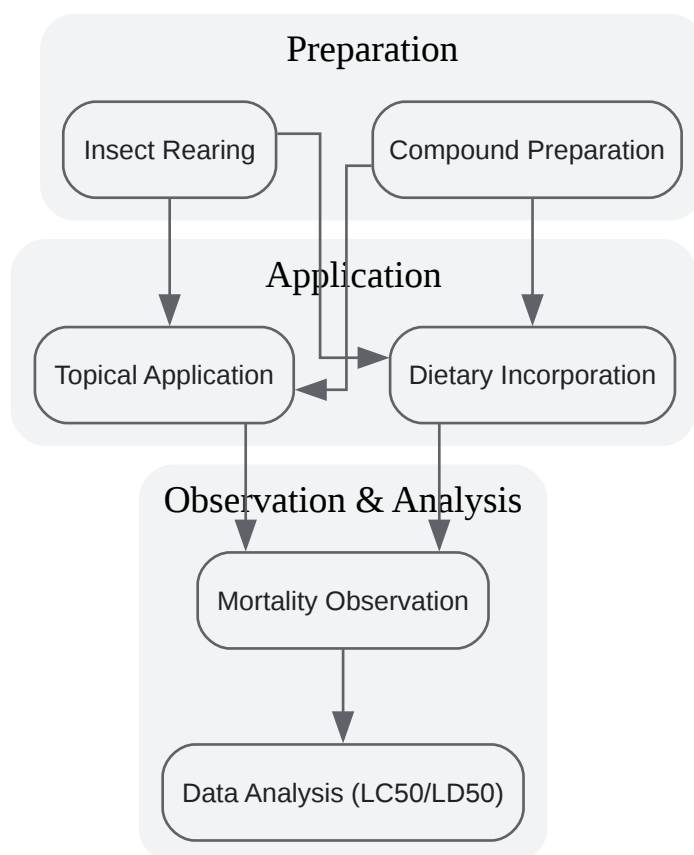 Preparation
Insect Rearing
Compound Preparation
Application
Topical Application
Dietary Incorporation
Observation & Analysis
Mortality Observation
Data Analysis (LC50/LD50)